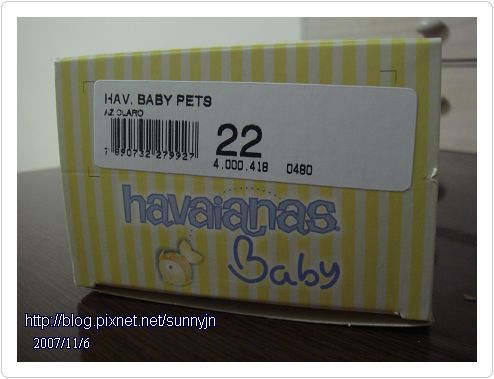 HAV. BABY PETS
AZ CLARO
22
7 890732 279927
4.000.418 0480
havaianas
Baby
http://blog.pixnet.net/sunnyjn
2007/11/6